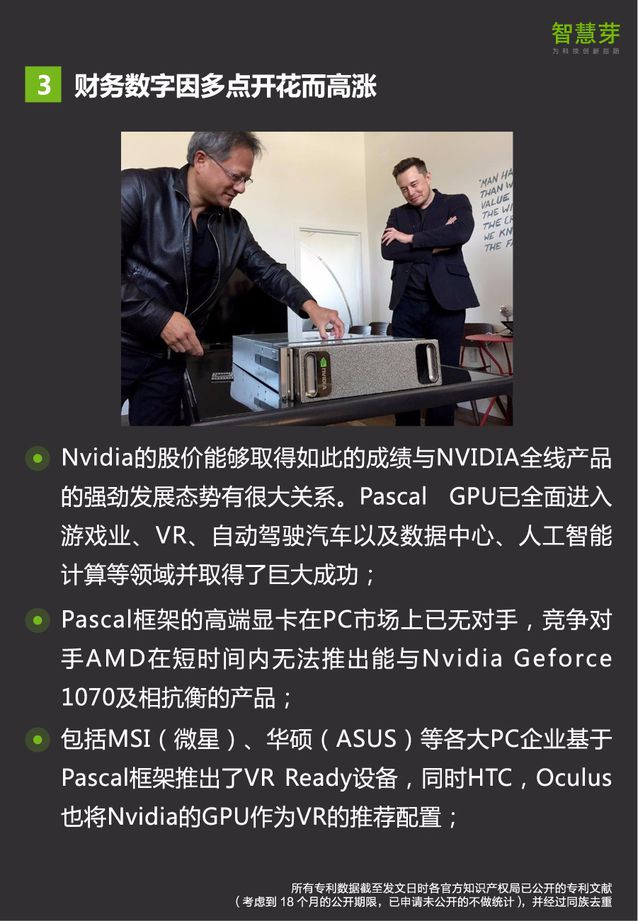 智慧芽
为科技创新后盾
3 财务数字因多点开花而高涨
"MAN HA
THAN W
VALUE
THE WI
THE CR
WE KNO
THE FA
NVIDIA
Nvidia的股价能够取得如此的成绩与NVIDIA全线产品
的强劲发展态势有很大关系。Pascal GPU已全面进入
游戏业、VR、自动驾驶汽车以及数据中心、人工智能
计算等领域并取得了巨大成功；
Pascal框架的高端显卡在PC市场上已无对手，竞争对
手AMD在短时间内无法推出能与Nvidia Geforce
1070及相抗衡的产品；
包括MSI（微星）、华硕（ASUS）等各大PC企业基于
Pascal框架推出了VR Ready设备，同时HTC，Oculus
也将Nvidia的GPU作为VR的推荐配置；
所有专利数据截至发文日时各官方知识产权局已公开的专利文献
（考虑到 18 个月的公开期限，已申请未公开的不做统计），并经过同族去重